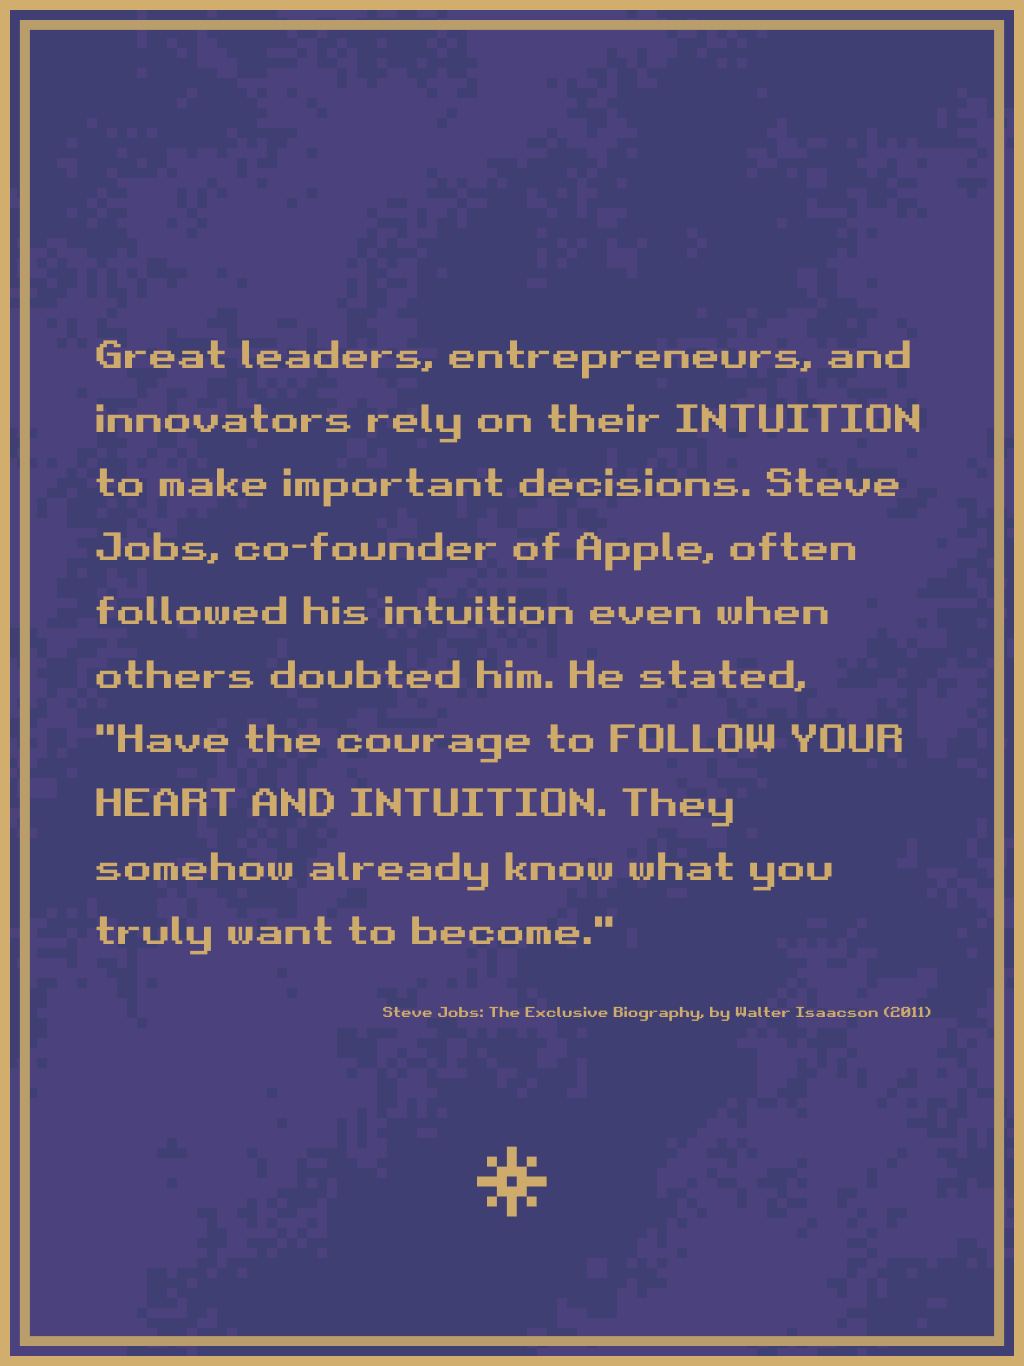 Great leaders, entrepreneurs, and
innovators rely on their INTUITION
to make important decisions. Steve
Jobs, co-founder of Apple, often
followed his intuition even when
others doubted him. He stated,
"Have the courage to FOLLOW YOUR
HEART AND INTUITION. They
somehow already know what you
truly want to become."
Steve Jobs: The Exclusive Biography, by Walter Isaacson (2011)